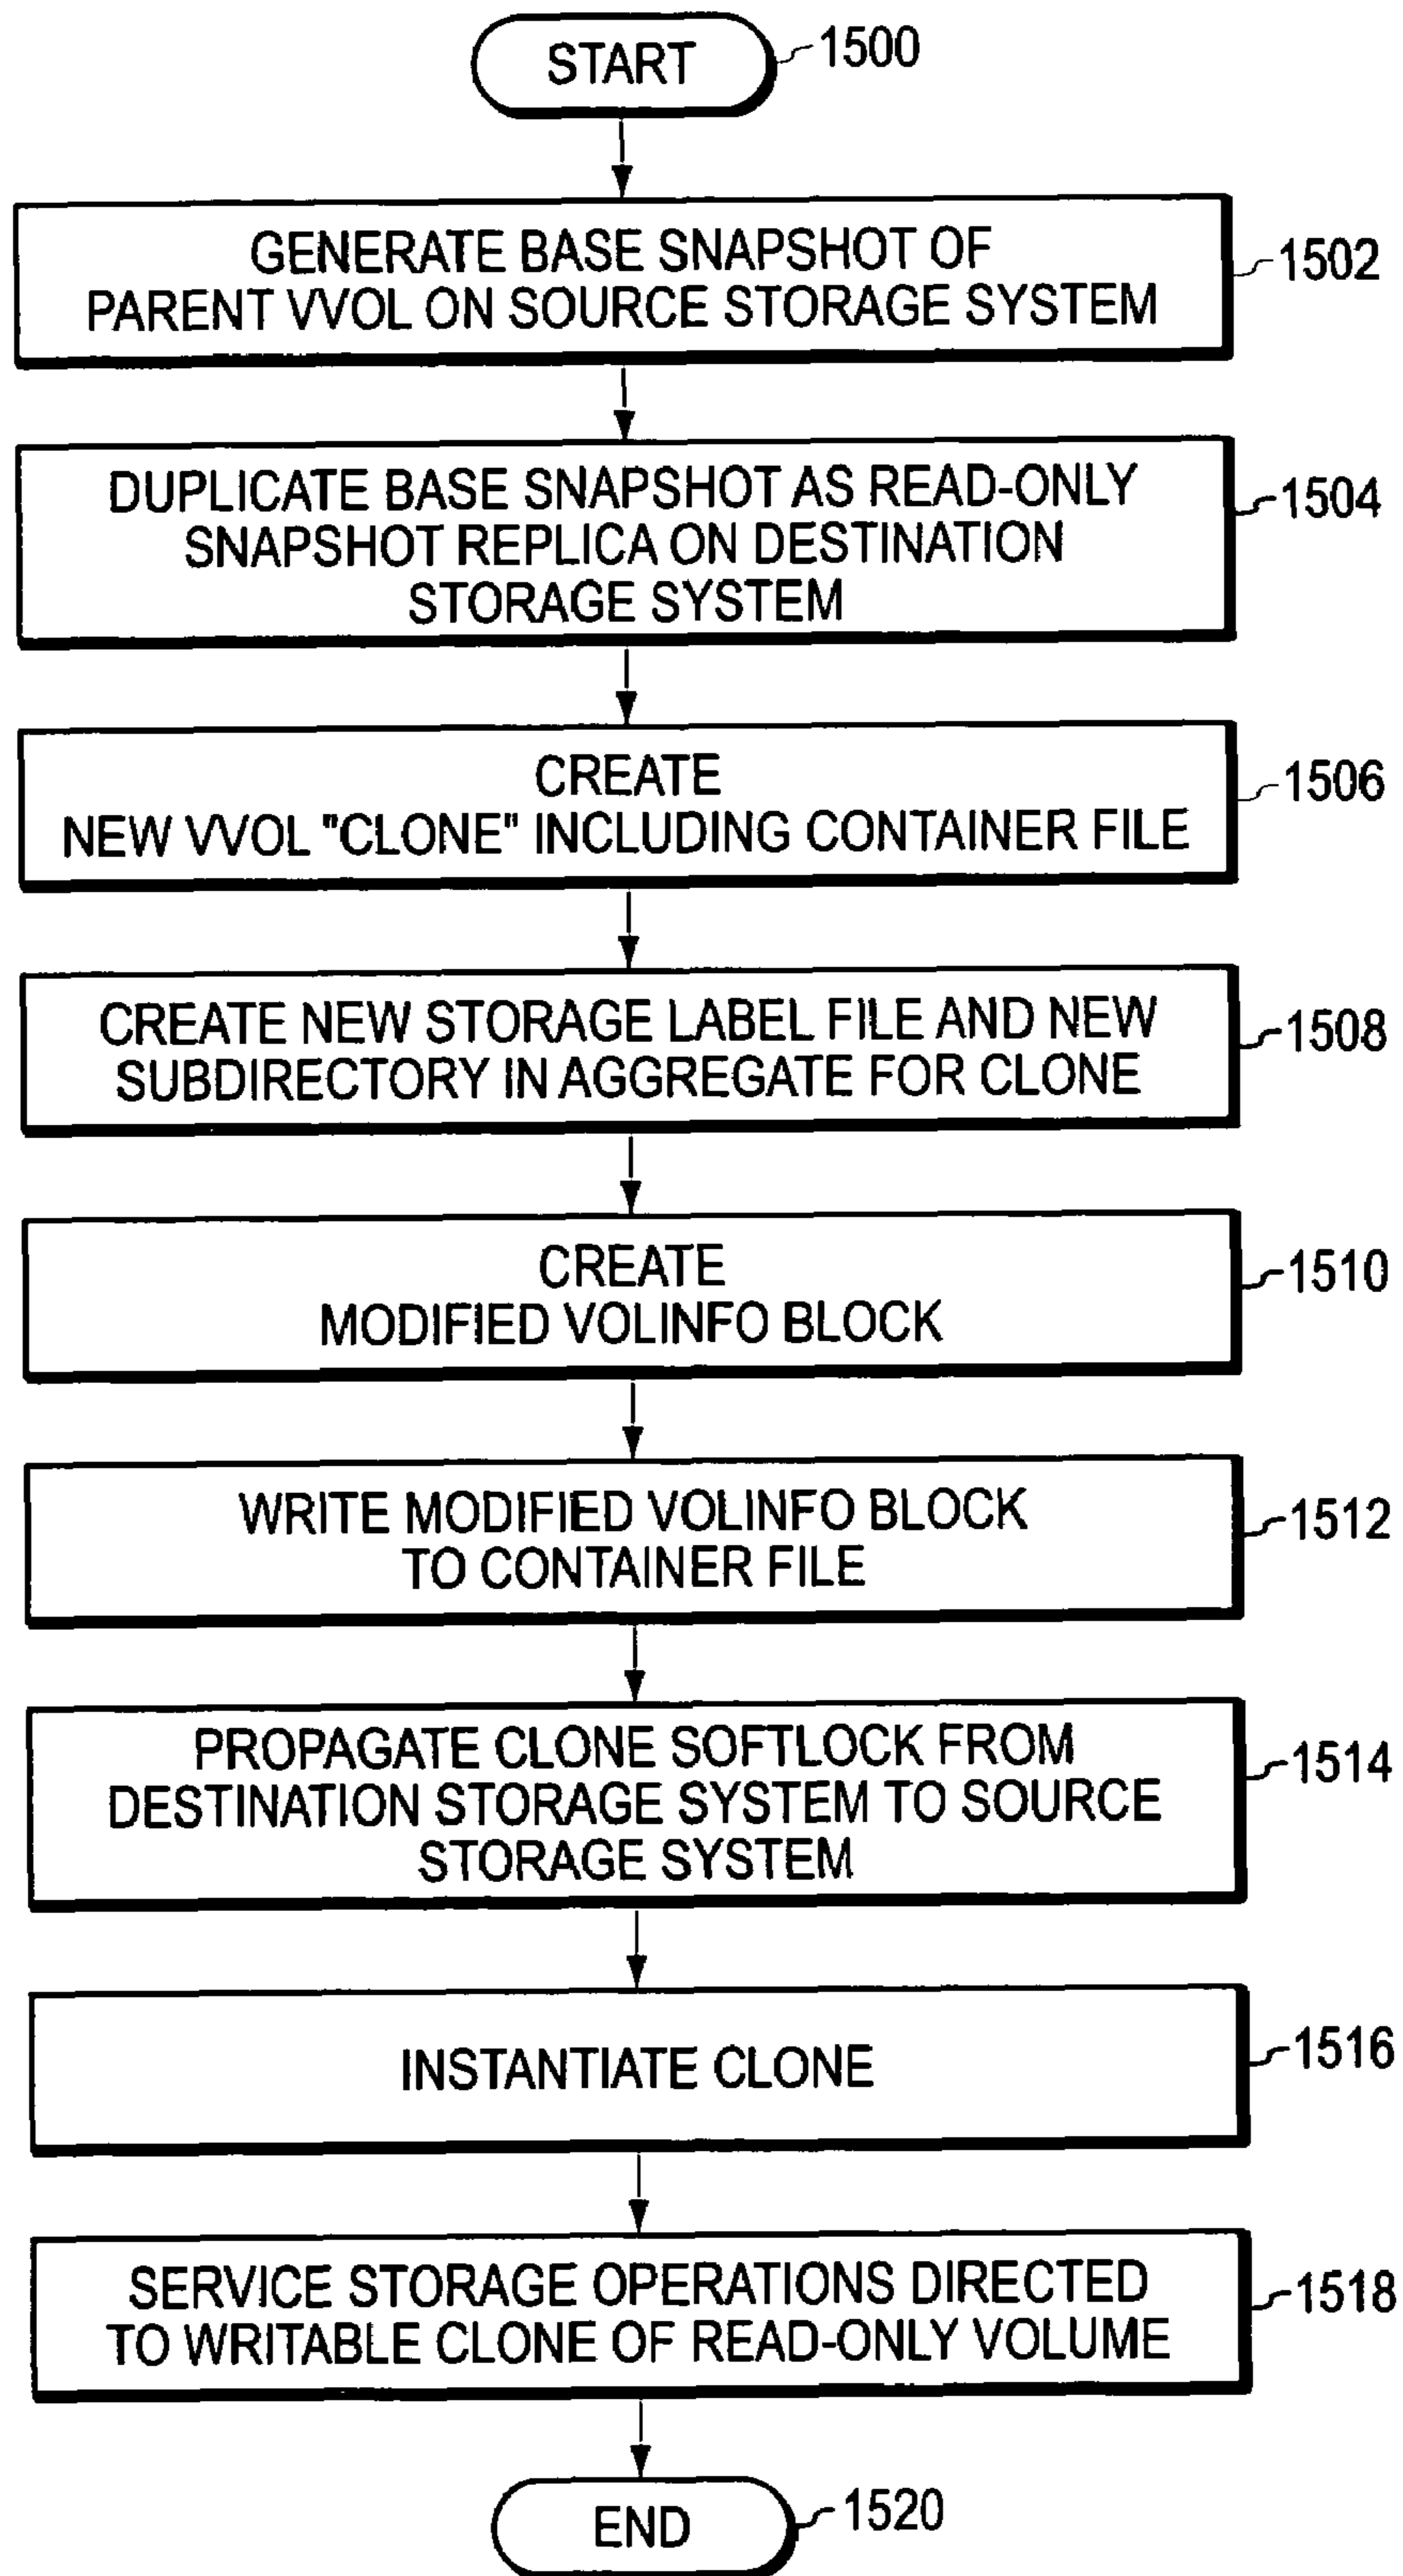 START
1500
GENERATE BASE SNAPSHOT OF
PARENT VVOL ON SOURCE STORAGE SYSTEM
1502
DUPLICATE BASE SNAPSHOT AS READ-ONLY
SNAPSHOT REPLICA ON DESTINATION
STORAGE SYSTEM
1504
CREATE
NEW VVOL "CLONE" INCLUDING CONTAINER FILE
1506
CREATE NEW STORAGE LABEL FILE AND NEW
SUBDIRECTORY IN AGGREGATE FOR CLONE
1508
CREATE
MODIFIED VOLINFO BLOCK
1510
WRITE MODIFIED VOLINFO BLOCK
TO CONTAINER FILE
1512
PROPAGATE CLONE SOFTLOCK FROM
DESTINATION STORAGE SYSTEM TO SOURCE
STORAGE SYSTEM
1514
INSTANTIATE CLONE
1516
SERVICE STORAGE OPERATIONS DIRECTED
TO WRITABLE CLONE OF READ-ONLY VOLUME
1518
END
1520